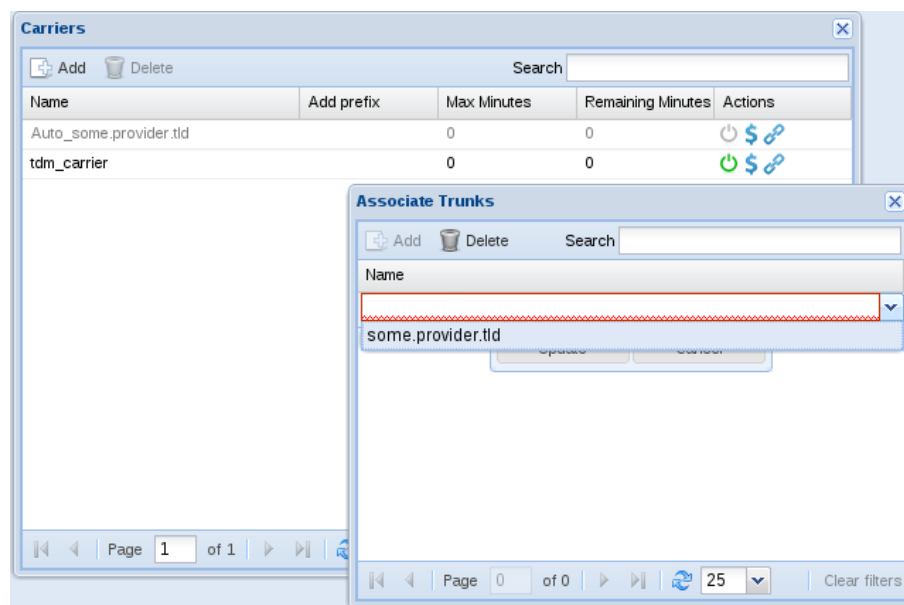 Carriers
Add Delete Search
Name Add prefix Max Minutes Remaining Minutes Actions
Auto_some.provider.tld 0 0
tdm_carrier 0 0
Associate Trunks
Add Delete Search
Name
some.provider.tld
Page 1 of 1
Page 0 of 0 25 Clear filters